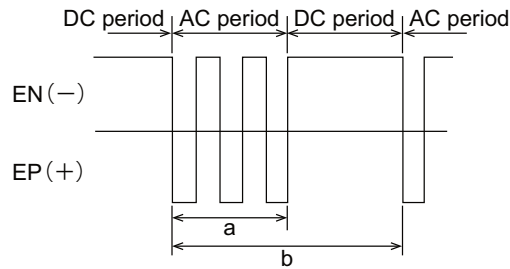 DC period AC period DC period AC period
EN(−)
EP(+)
a
b